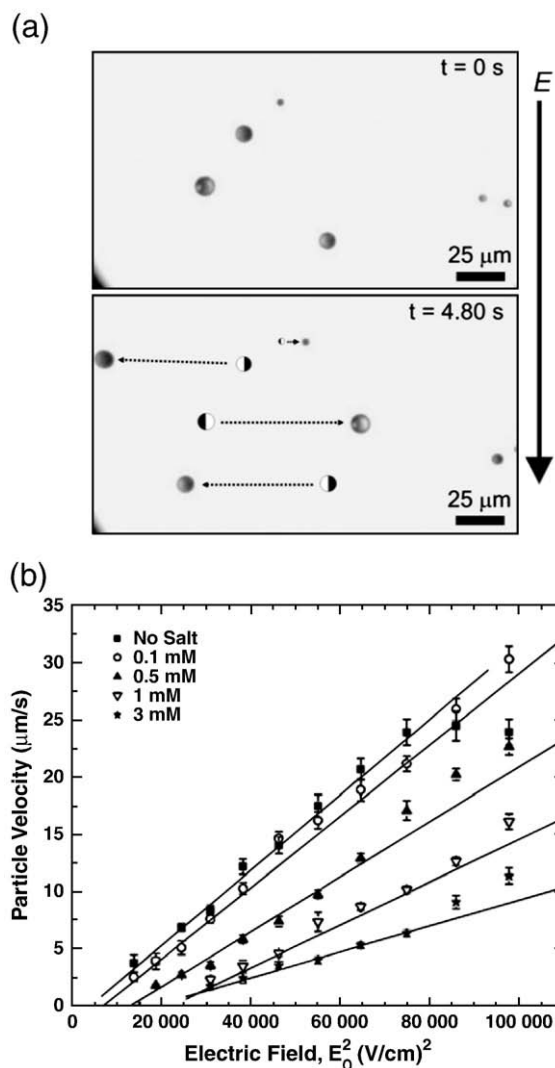 (a)
t = 0 s
E
25 μm
t = 4.80 s
25 μm
(b)
35
30
25
20
15
10
5
0
Particle Velocity (μm/s)
No Salt
0.1 mM
0.5 mM
1 mM
3 mM
0 20 000 40 000 60 000 80 000 100 000
Electric Field, E₀² (V/cm)²